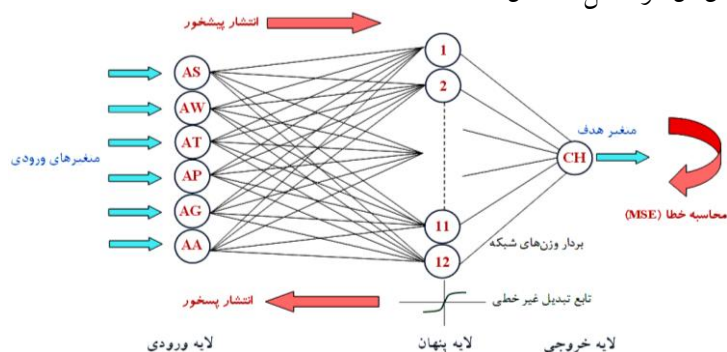 انتشار پیشخور
1
AS
2
AW
متغیر هدف
AT
متغیرهای ورودی
CH
AP
AG
11
محاسبه خطا (MSE)
AA
بردار وزن‌های شبکه
12
انتشار پسخور
تابع تبدیل غیر خطی
لایه ورودی
لایه پنهان
لایه خروجی